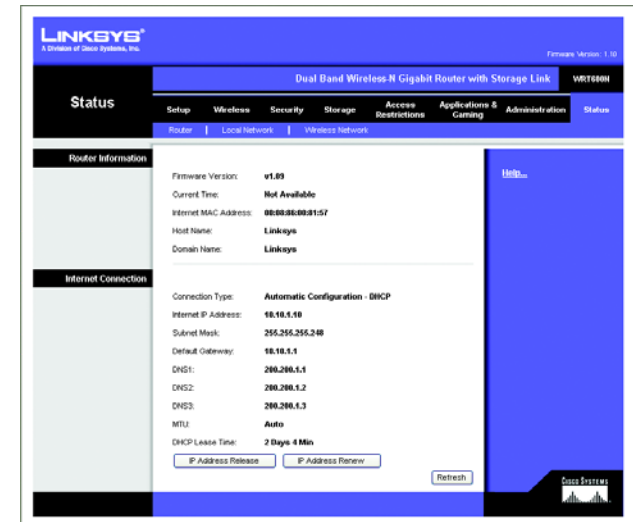 LINKSYS®
A Division of Cisco Systems, Inc.
Firmware Version: 1.10
Dual Band Wireless-N Gigabit Router with Storage Link WRT600N
Status
Setup Wireless Security Storage Access Restrictions Applications & Gaming Administration Status
Router | Local Network | Wireless Network
Router Information
Help...
Firmware Version: v1.09
Current Time: Not Available
Internet MAC Address: 00:08:86:00:81:57
Host Name: Linksys
Domain Name: Linksys
Internet Connection
Connection Type: Automatic Configuration - DHCP
Internet IP Address: 10.10.1.10
Subnet Mask: 255.255.255.240
Default Gateway: 10.10.1.1
DNS1: 200.200.1.1
DNS2: 200.200.1.2
DNS3: 200.200.1.3
MTU: Auto
DHCP Lease Time: 2 Days 4 Min
IP Address Release IP Address Renew
Refresh
CISCO SYSTEMS